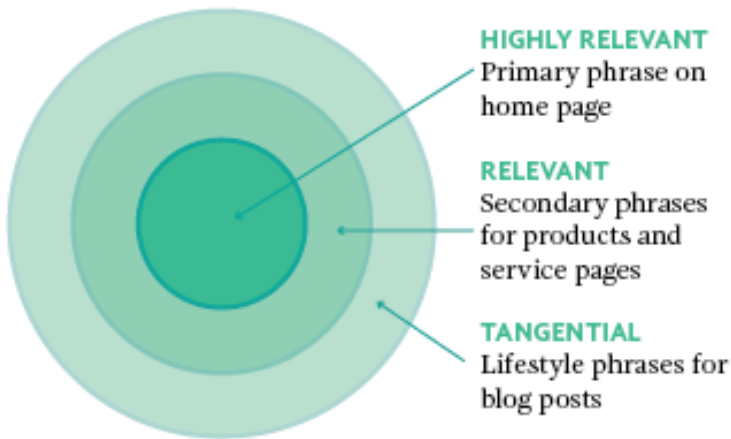 HIGHLY RELEVANT
Primary phrase on
home page
RELEVANT
Secondary phrases
for products and
service pages
TANGENTIAL
Lifestyle phrases for
blog posts